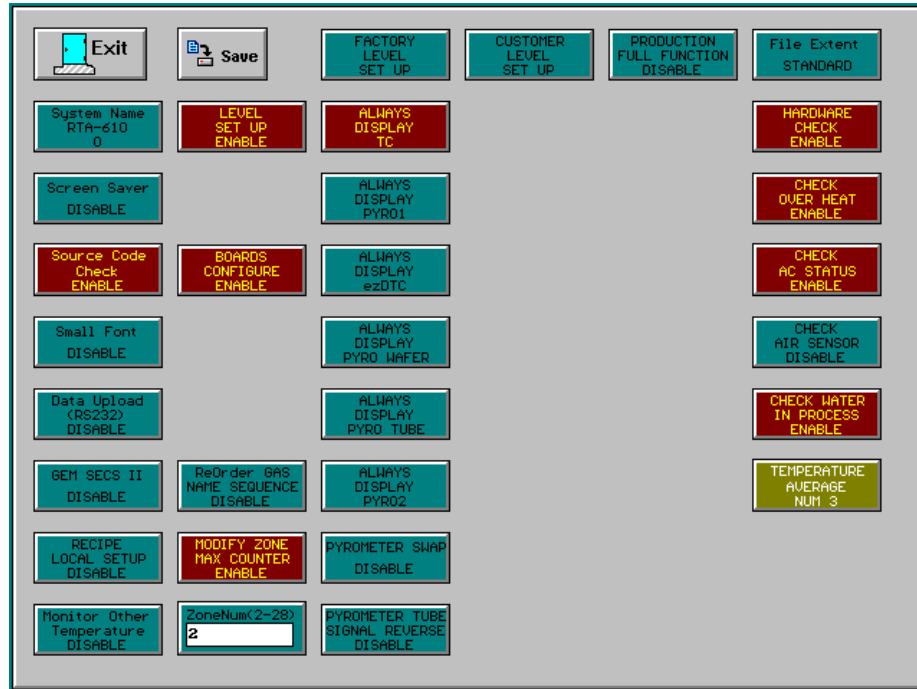 Exit
Save
FACTORY
LEVEL
SET UP
CUSTOMER
LEVEL
SET UP
PRODUCTION
FULL FUNCTION
DISABLE
File Extent
STANDARD
System Name
RTA-610
0
LEVEL
SET UP
ENABLE
ALWAYS
DISPLAY
TC
HARDWARE
CHECK
ENABLE
Screen Saver
DISABLE
ALWAYS
DISPLAY
PYRO1
CHECK
OVER HEAT
ENABLE
Source Code
Check
ENABLE
BOARDS
CONFIGURE
ENABLE
ALWAYS
DISPLAY
ezDTC
CHECK
AC STATUS
ENABLE
Small Font
DISABLE
ALWAYS
DISPLAY
PYRO WAFER
CHECK
AIR SENSOR
DISABLE
Data Upload
(RS232)
DISABLE
ALWAYS
DISPLAY
PYRO TUBE
CHECK WATER
IN PROCESS
ENABLE
GEM SECS II
DISABLE
ReOrder GAS
NAME SEQUENCE
DISABLE
ALWAYS
DISPLAY
PYRO2
TEMPERATURE
AVERAGE
NUM 3
RECIPE
LOCAL SETUP
DISABLE
MODIFY ZONE
MAX COUNTER
ENABLE
PYROMETER SWAP
DISABLE
Monitor Other
Temperature
DISABLE
ZoneNum(2-28)
2
PYROMETER TUBE
SIGNAL REVERSE
DISABLE